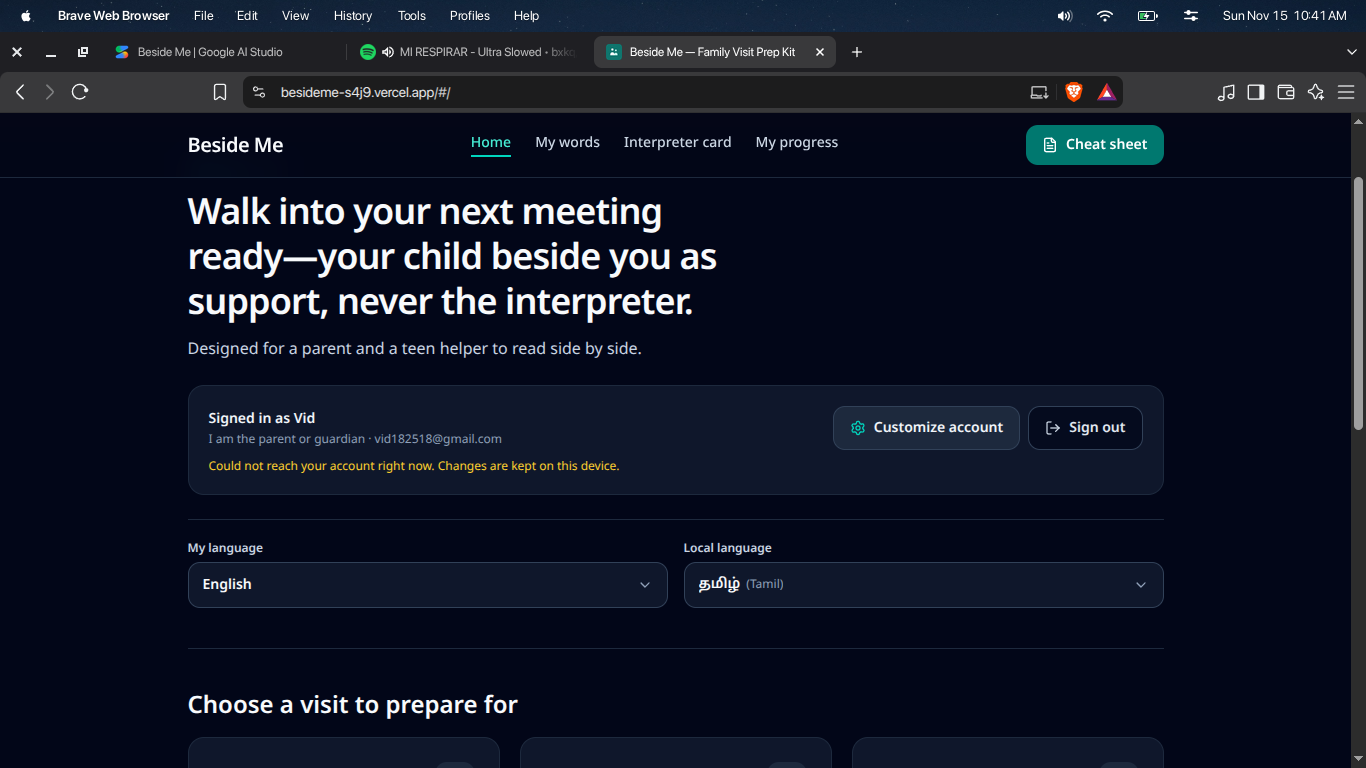 Brave Web Browser File Edit View History Tools Profiles Help Sun Nov 15 10:41 AM
Beside Me | Google AI Studio MI RESPIRAR - Ultra Slowed • Beside Me — Family Visit Prep Kit
besideme-s4j9.vercel.app/#/
Beside Me Home My words Interpreter card My progress Cheat sheet
Walk into your next meeting
ready—your child beside you as
support, never the interpreter.
Designed for a parent and a teen helper to read side by side.
Signed in as Vid
I am the parent or guardian · vid182518@gmail.com
Customize account Sign out
Could not reach your account right now. Changes are kept on this device.
My language Local language
English தமிழ் (Tamil)
Choose a visit to prepare for